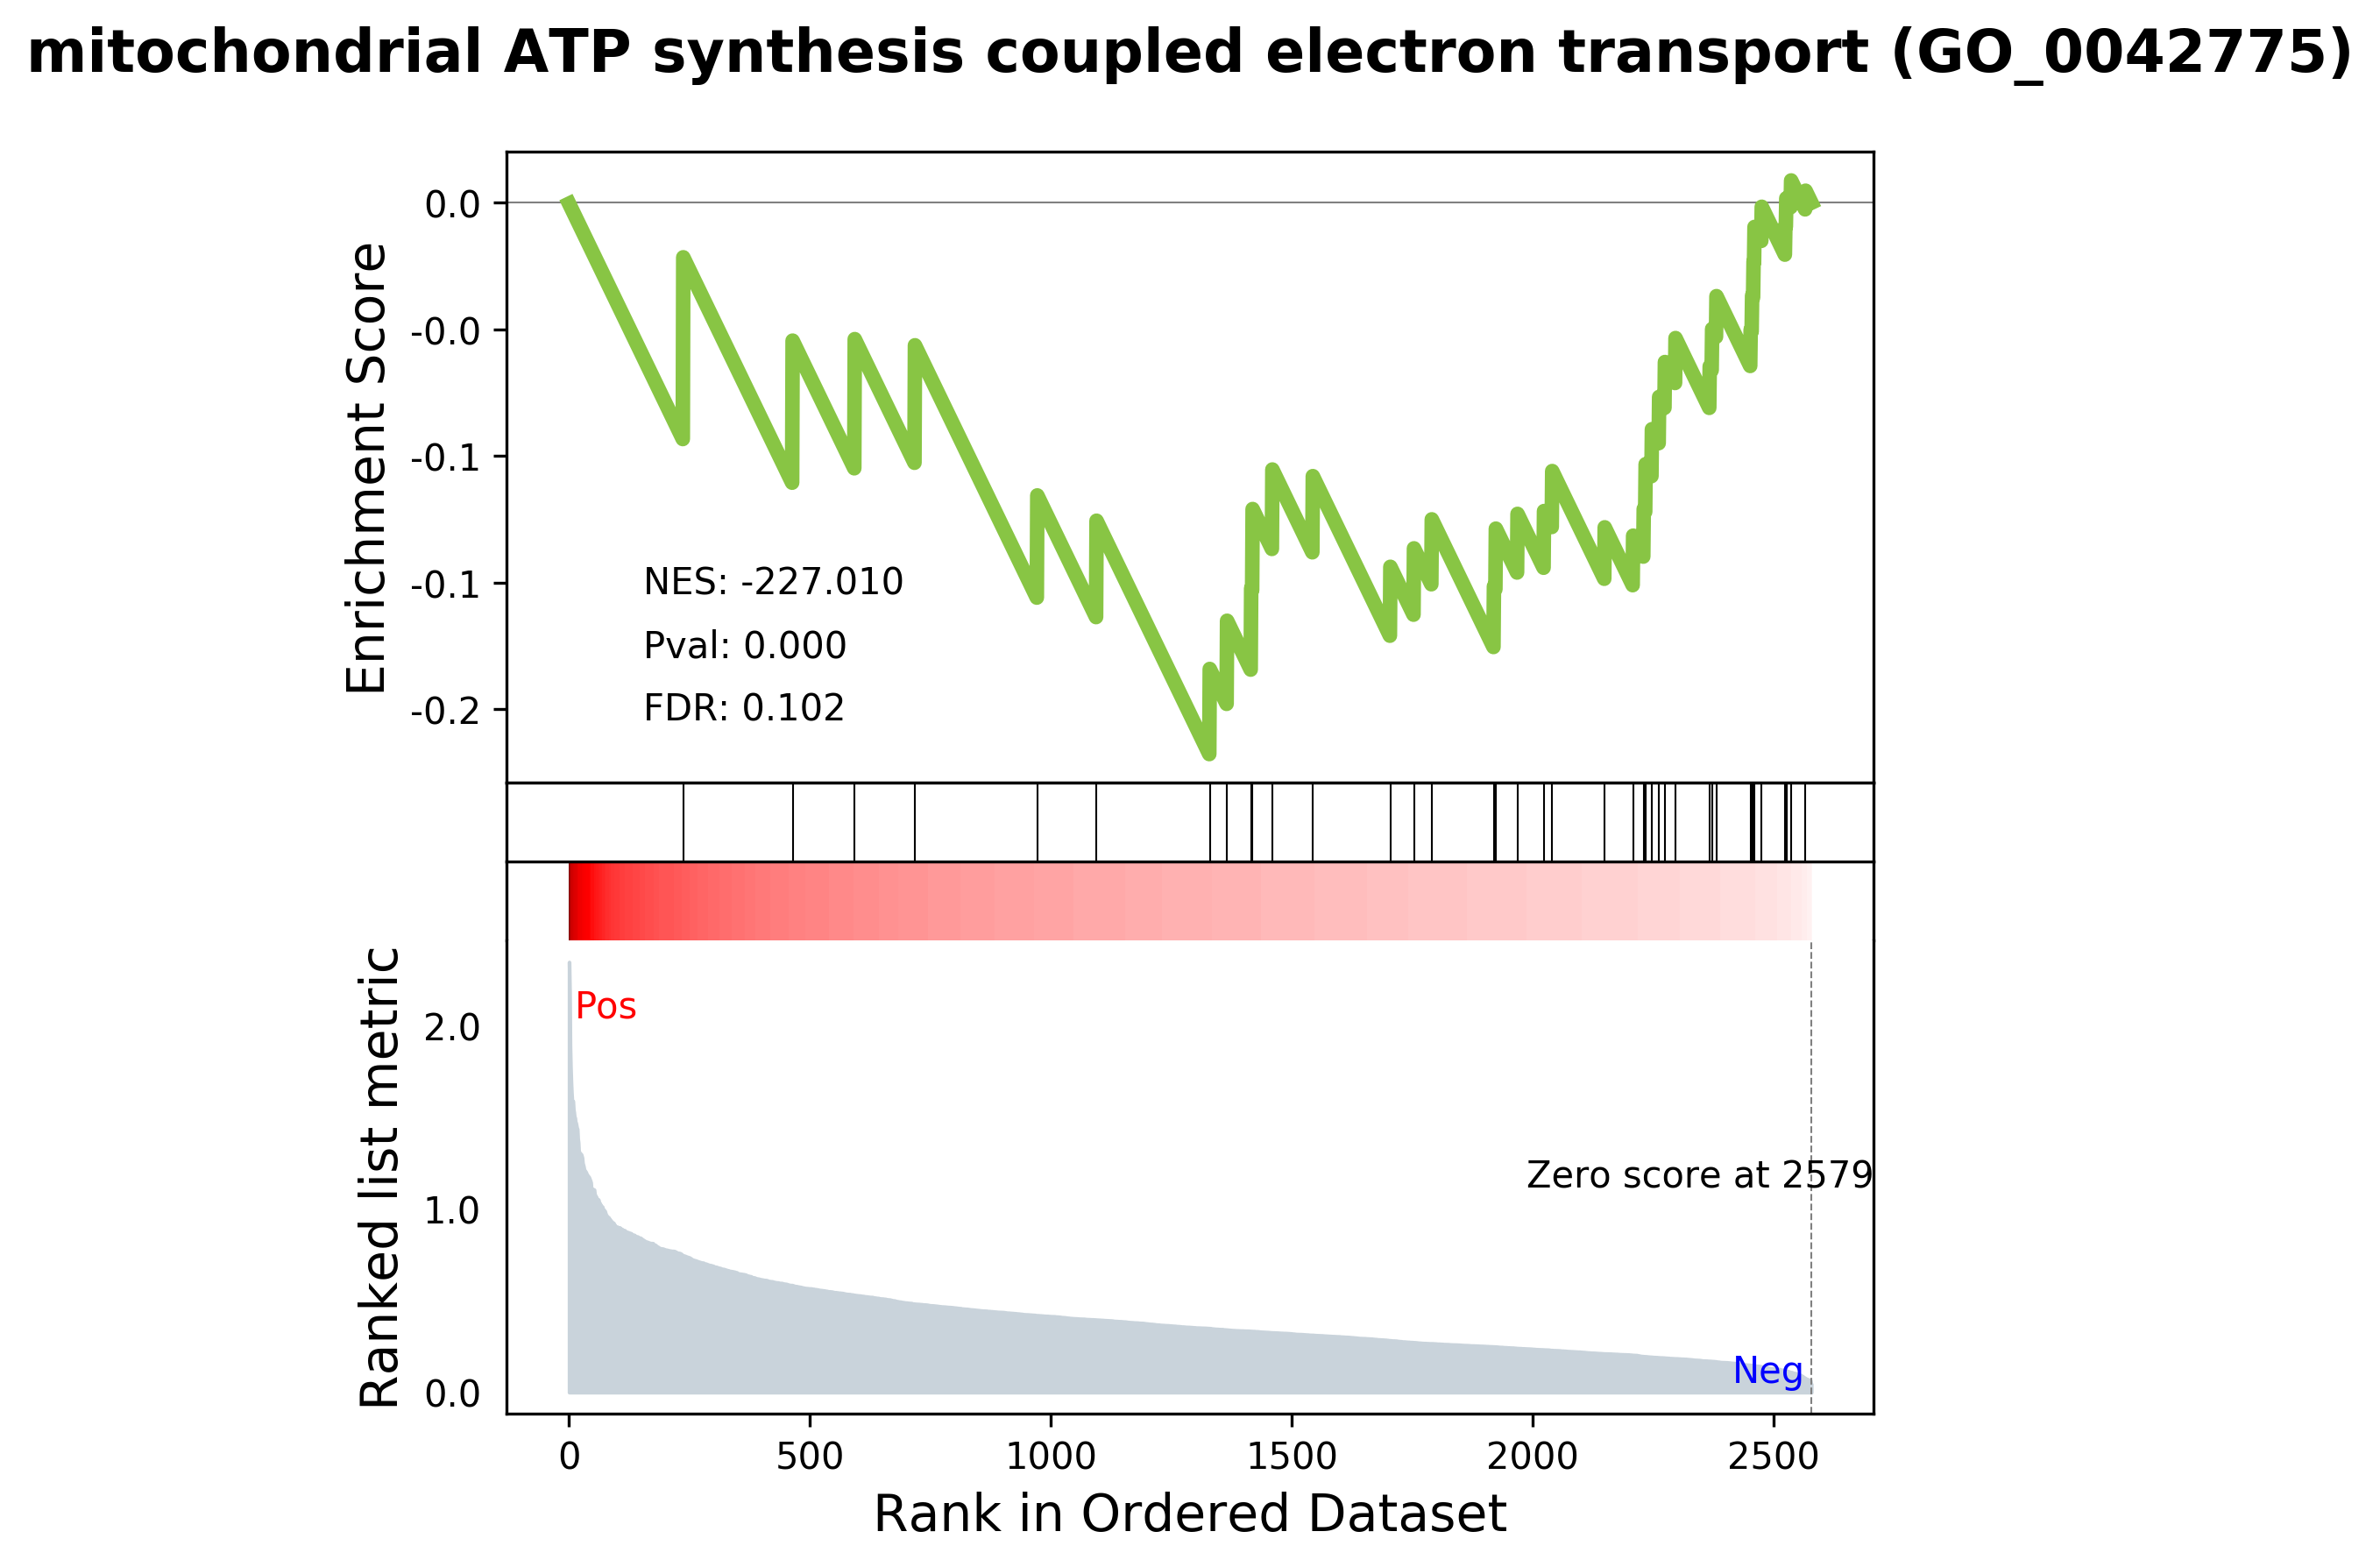 mitochondrial ATP synthesis coupled electron transport (GO_0042775)
Enrichment Score
0.0
-0.0
-0.1
-0.1
-0.2
NES: -227.010
Pval: 0.000
FDR: 0.102
Ranked list metric
2.0
1.0
0.0
Pos
Zero score at 2579
Neg
0 500 1000 1500 2000 2500
Rank in Ordered Dataset